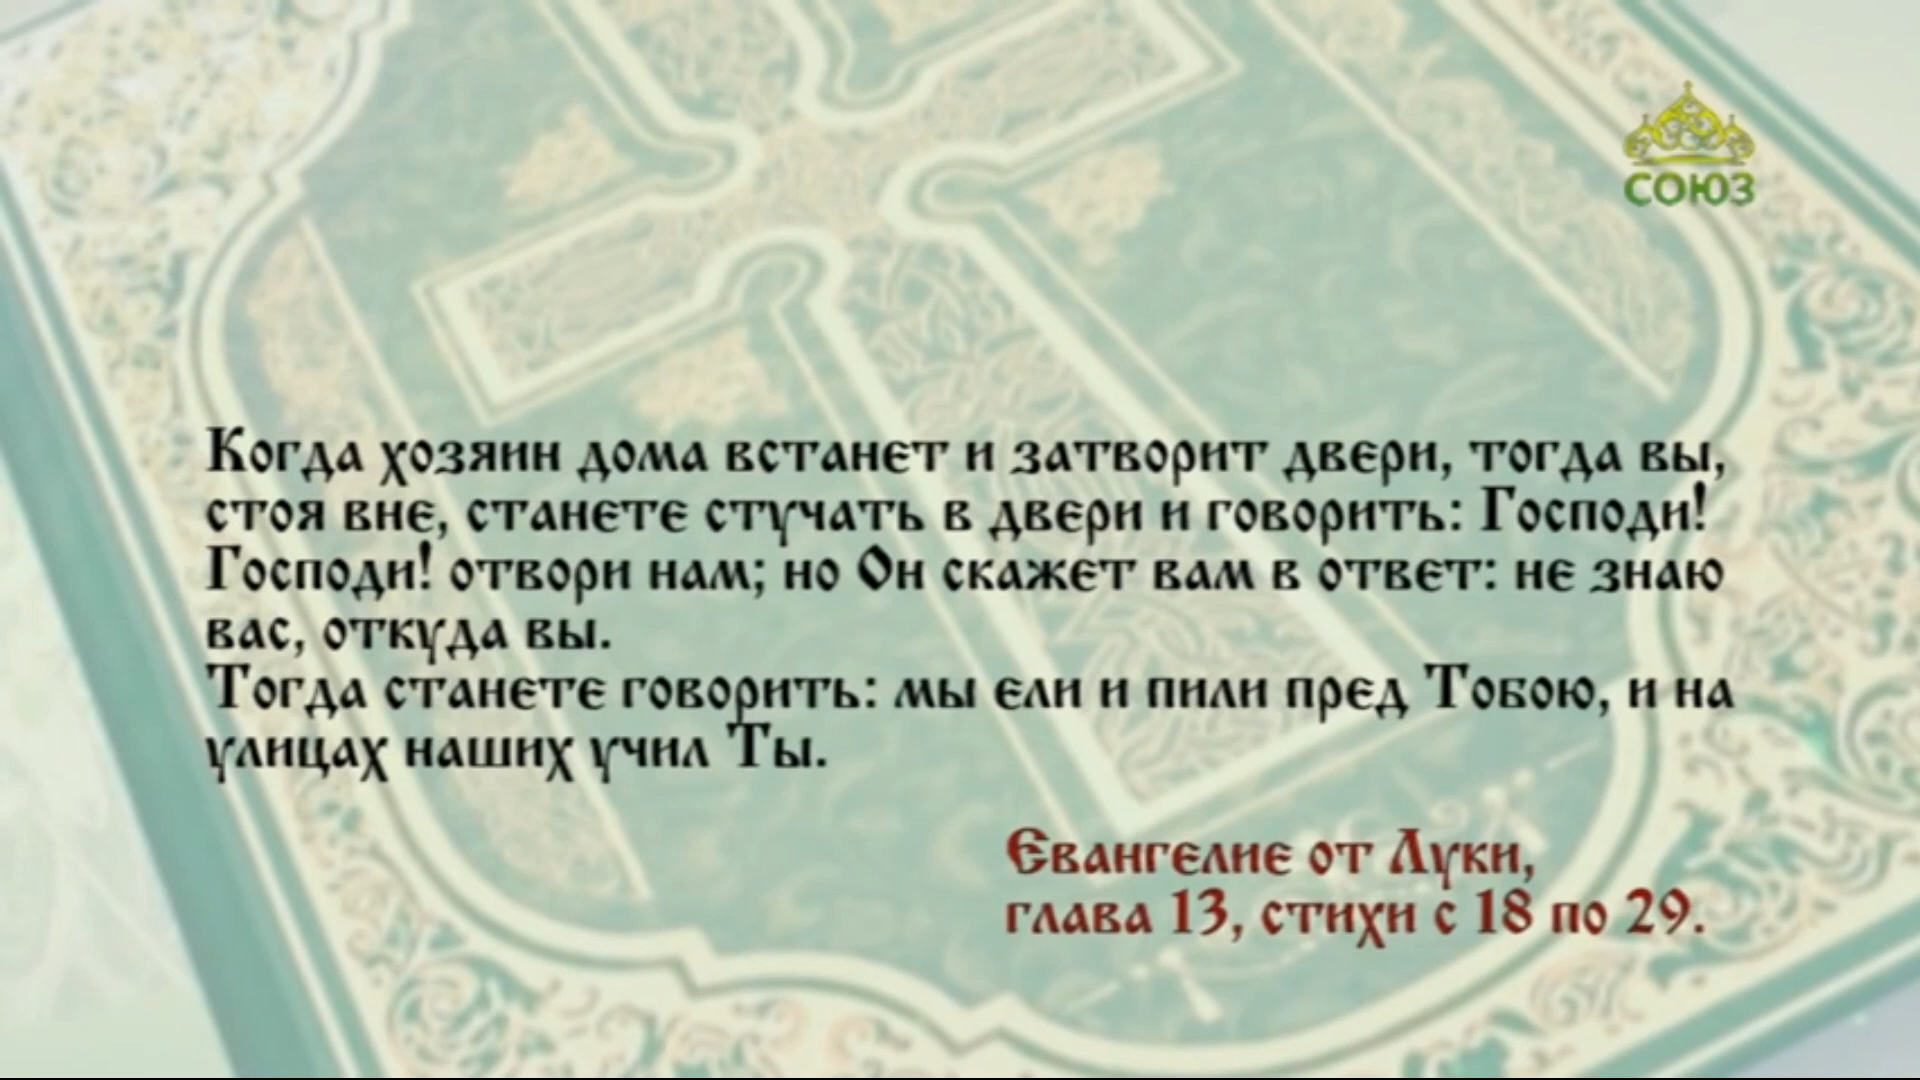 СОЮЗ
Когда хозяин дома встанет и затворит двери, тогда вы,
стоя вне, станете стучать в двери и говорить: Господи!
Господи! отвори нам; но Он скажет вам в ответ: не знаю
вас, откуда вы.
Тогда станете говорить: мы ели и пили пред Тобою, и на
улицах наших учил Ты.
Евангелие от Луки,
глава 13, стихи с 18 по 29.